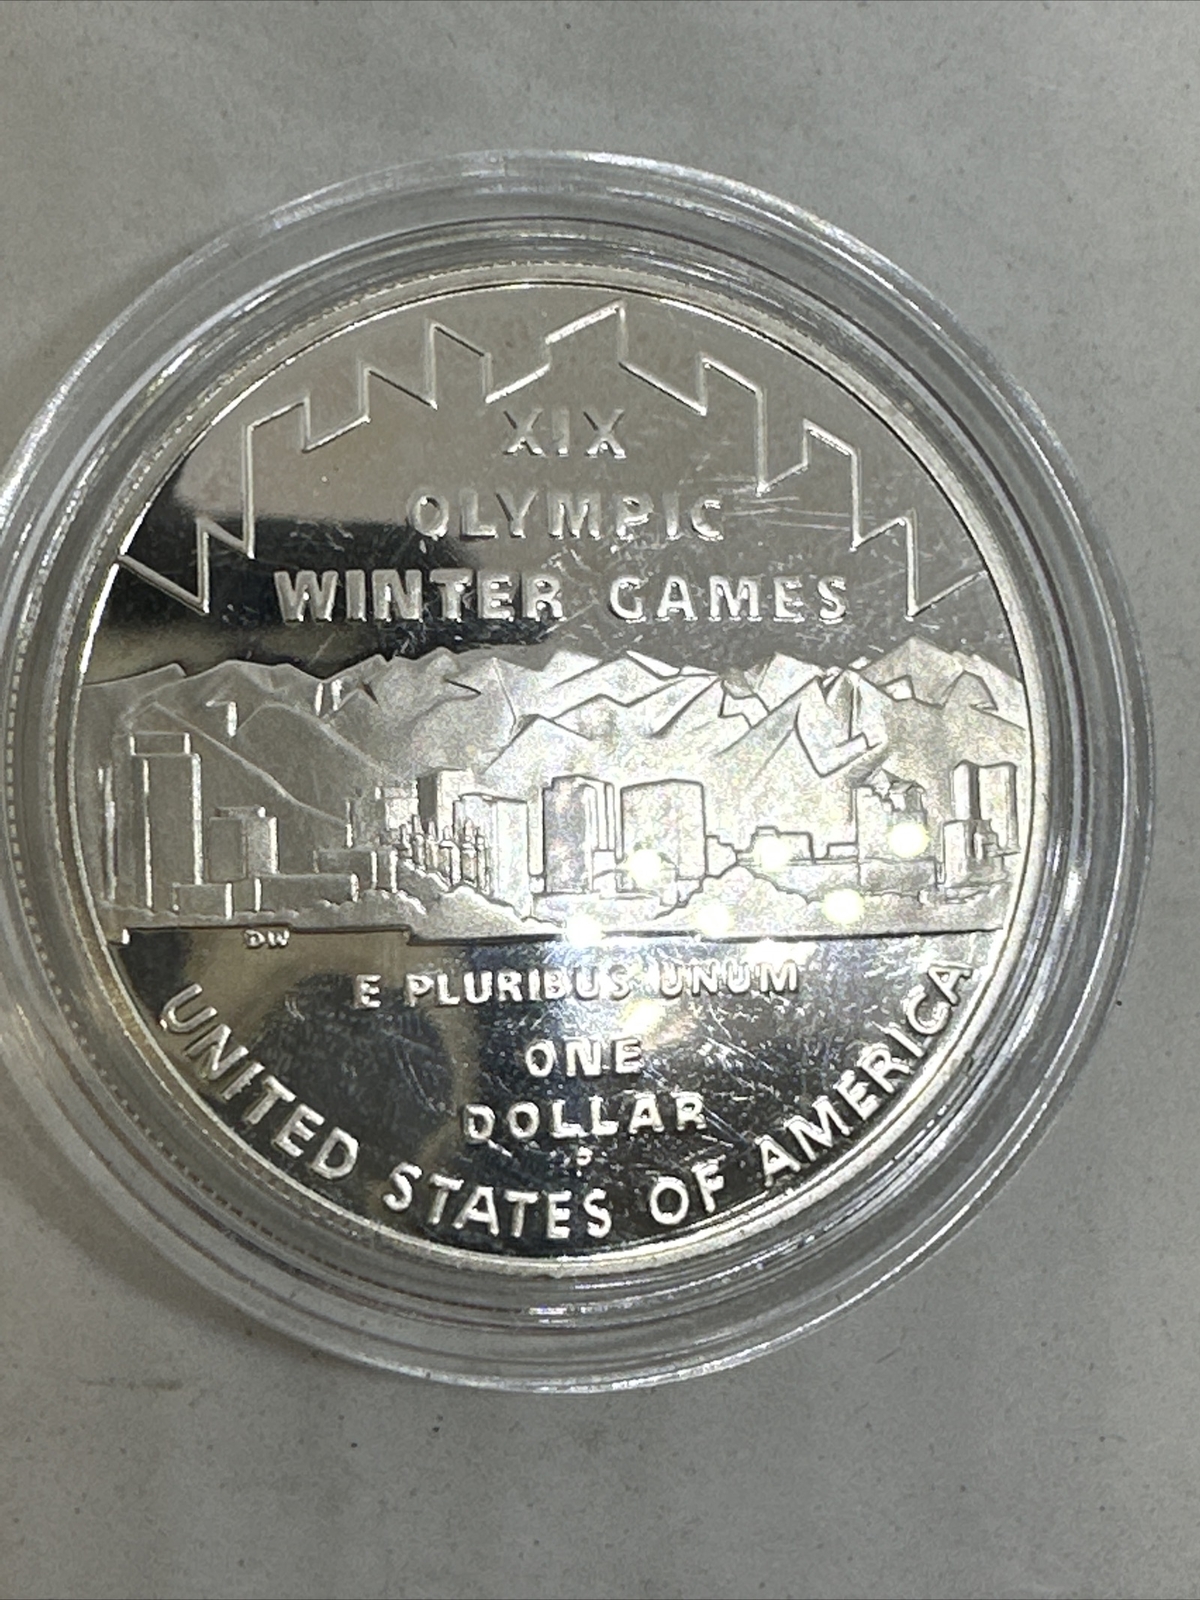 XIX
OLYMPIC
WINTER GAMES
DW
E PLURIBUS UNUM
ONE
DOLLAR
P
UNITED STATES OF AMERICA